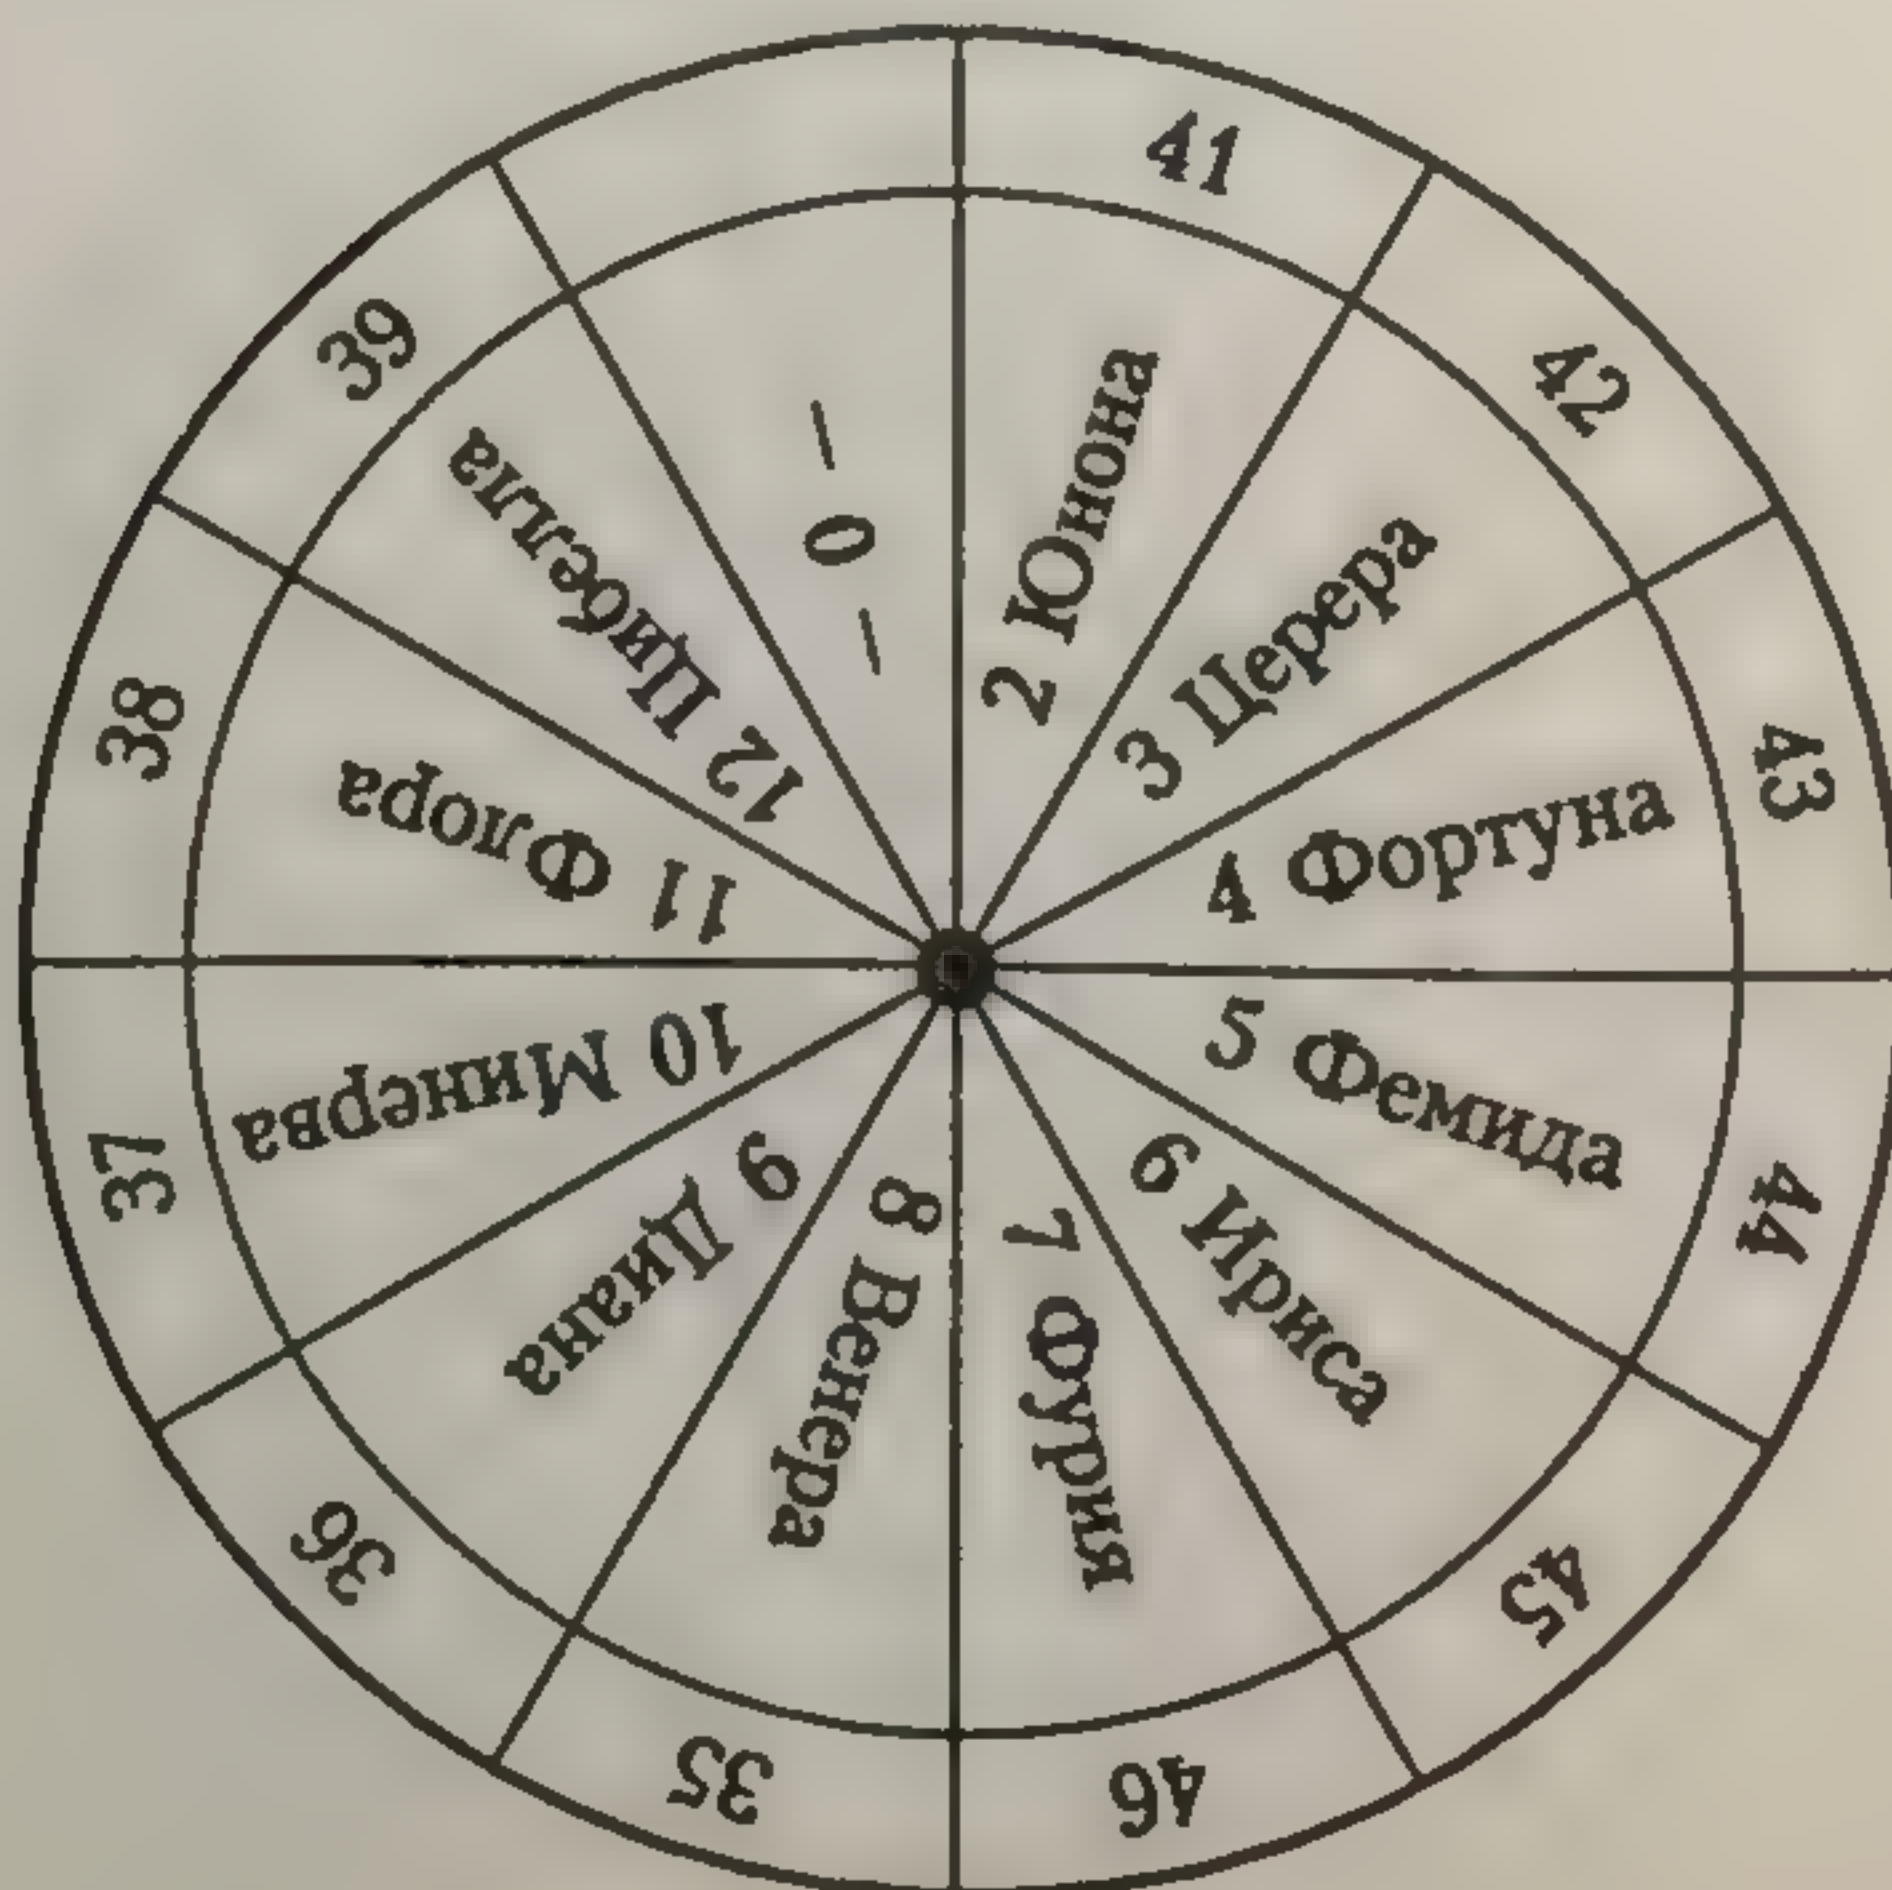 — 0 —
41
2 Юнона
42
3 Церера
43
4 Фортуна
44
5 Фемида
45
6 Ириса
46
7 Фурия
35
8 Венера
36
9 Диана
37
10 Минерва
38
11 Флора
39
12 Цибелла